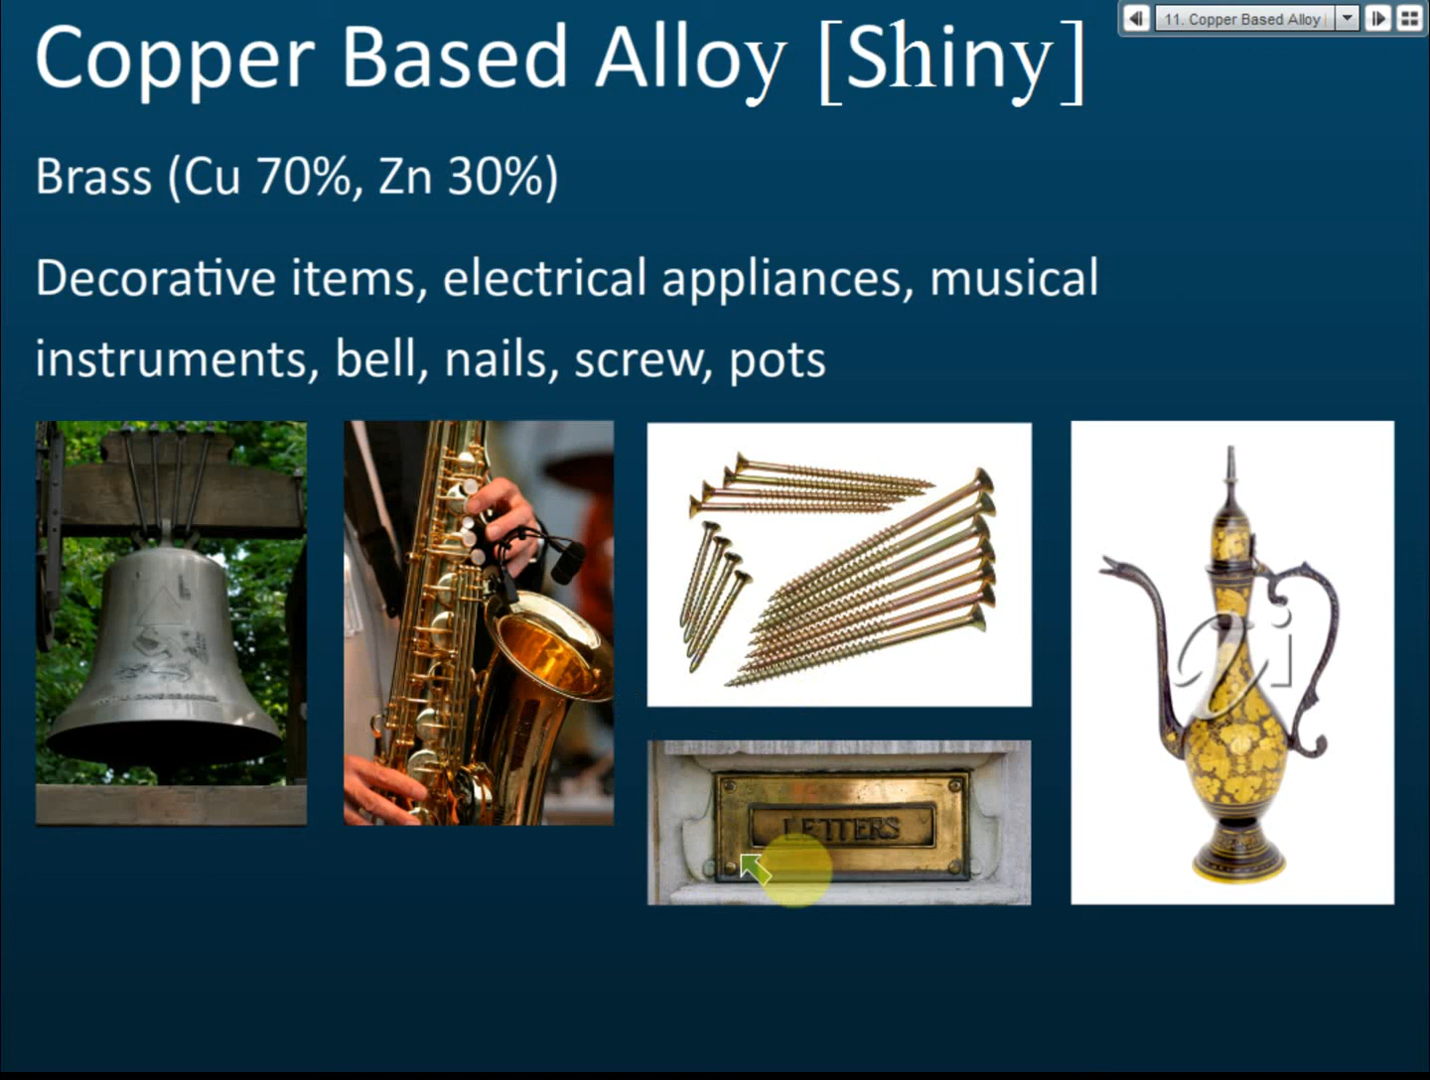 11. Copper Based Alloy
Copper Based Alloy [Shiny]
Brass (Cu 70%, Zn 30%)
Decorative items, electrical appliances, musical
instruments, bell, nails, screw, pots
LETTERS